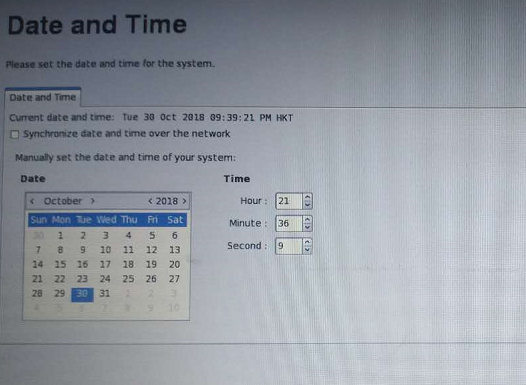 Date and Time
Please set the date and time for the system.
Date and Time
Current date and time: Tue 30 Oct 2018 09:39:21 PM HKT
Synchronize date and time over the network
Manually set the date and time of your system:
Date Time
< October > < 2018 > Hour : 21
Sun Mon Tue Wed Thu Fri Sat
30 1 2 3 4 5 6 Minute : 36
7 8 9 10 11 12 13 Second : 9
14 15 16 17 18 19 20
21 22 23 24 25 26 27
28 29 30 31 1 2 3
4 5 6 7 8 9 10